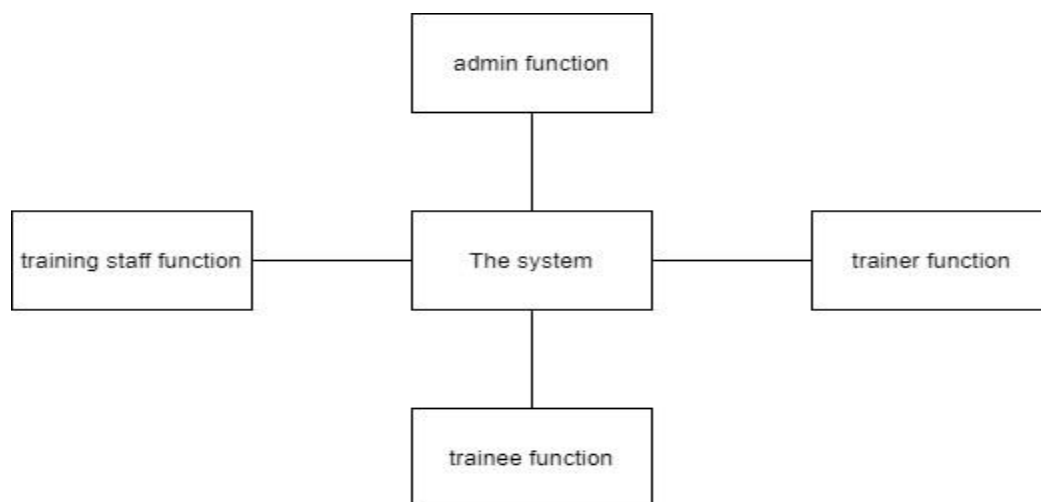 admin function
training staff function
The system
trainer function
trainee function